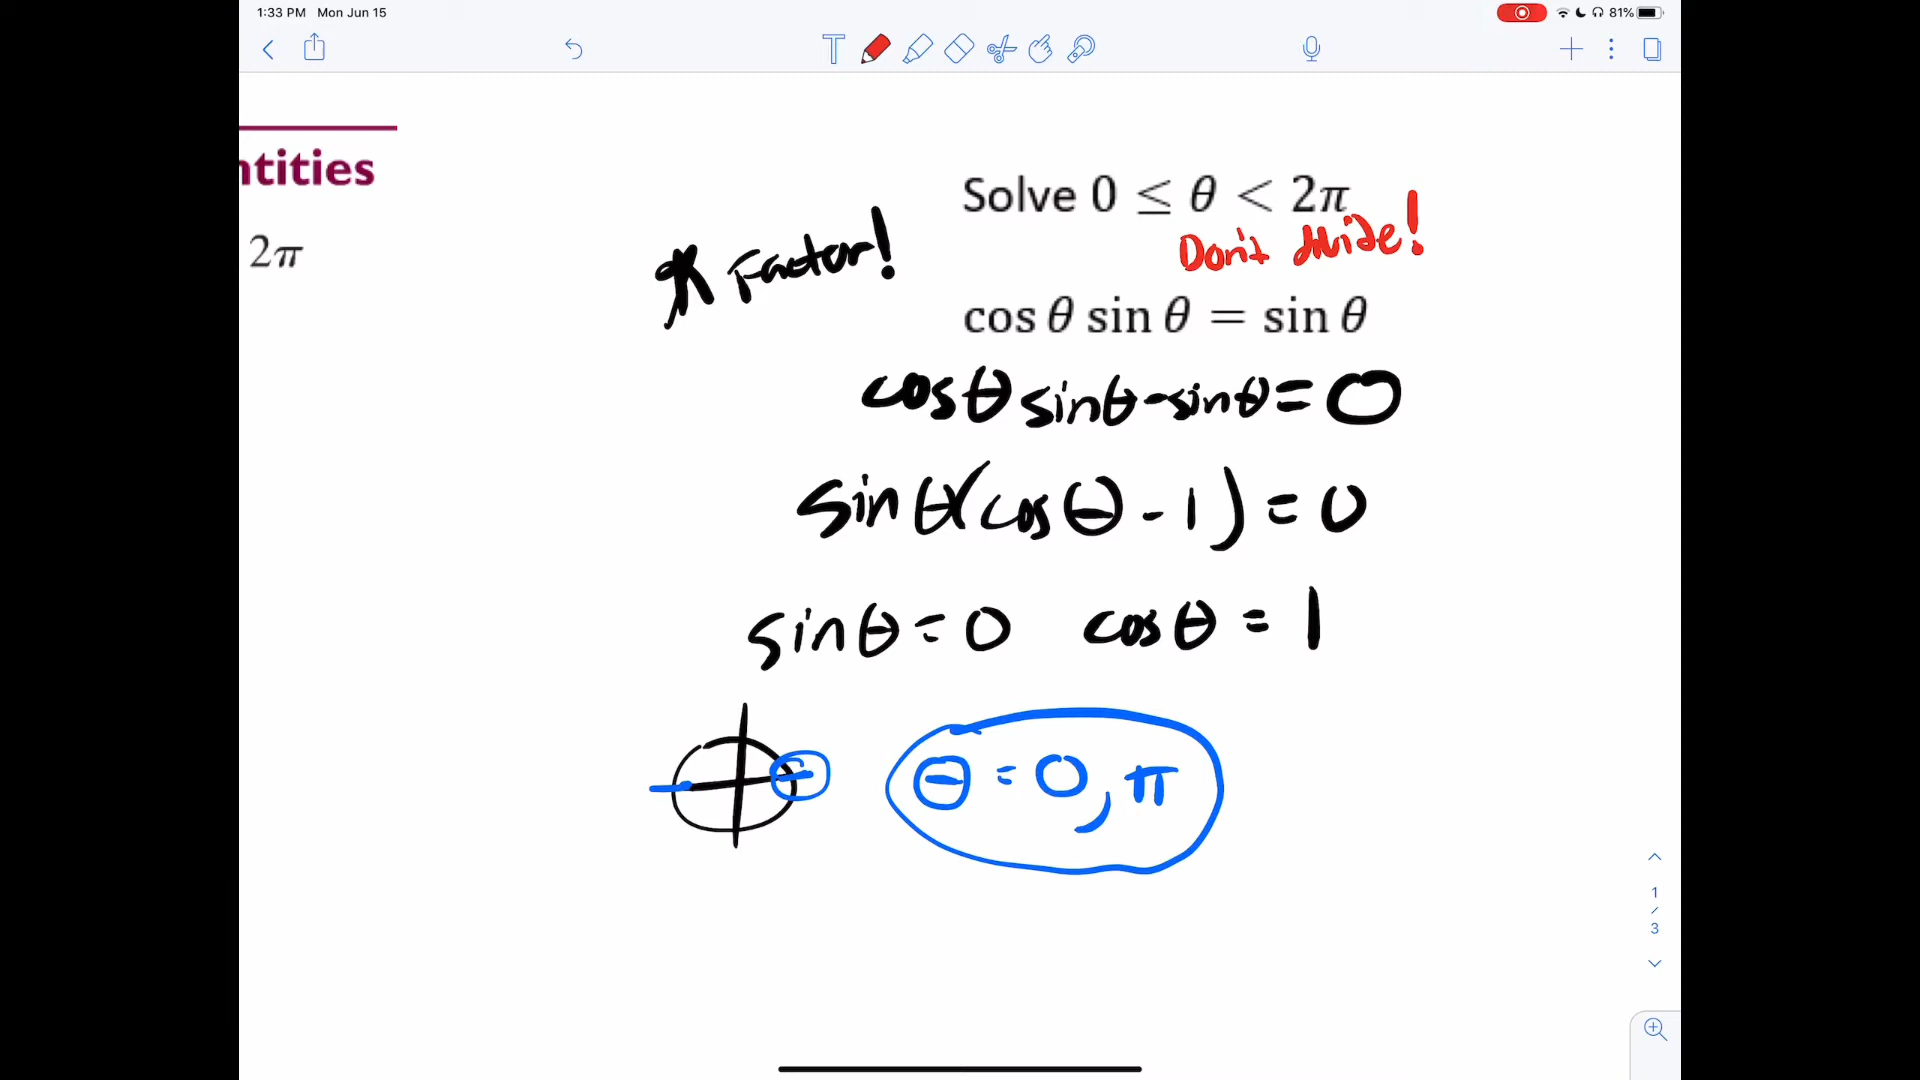 1:33 PM Mon Jun 15
81%
ntities
Solve 0 ≤ θ < 2π
Don't divide!
* Factor!
2π
cos θ sin θ = sin θ
cosθ sinθ - sinθ = 0
sinθ(cosθ - 1) = 0
sinθ = 0 cosθ = 1
θ = 0, π
1
/
3